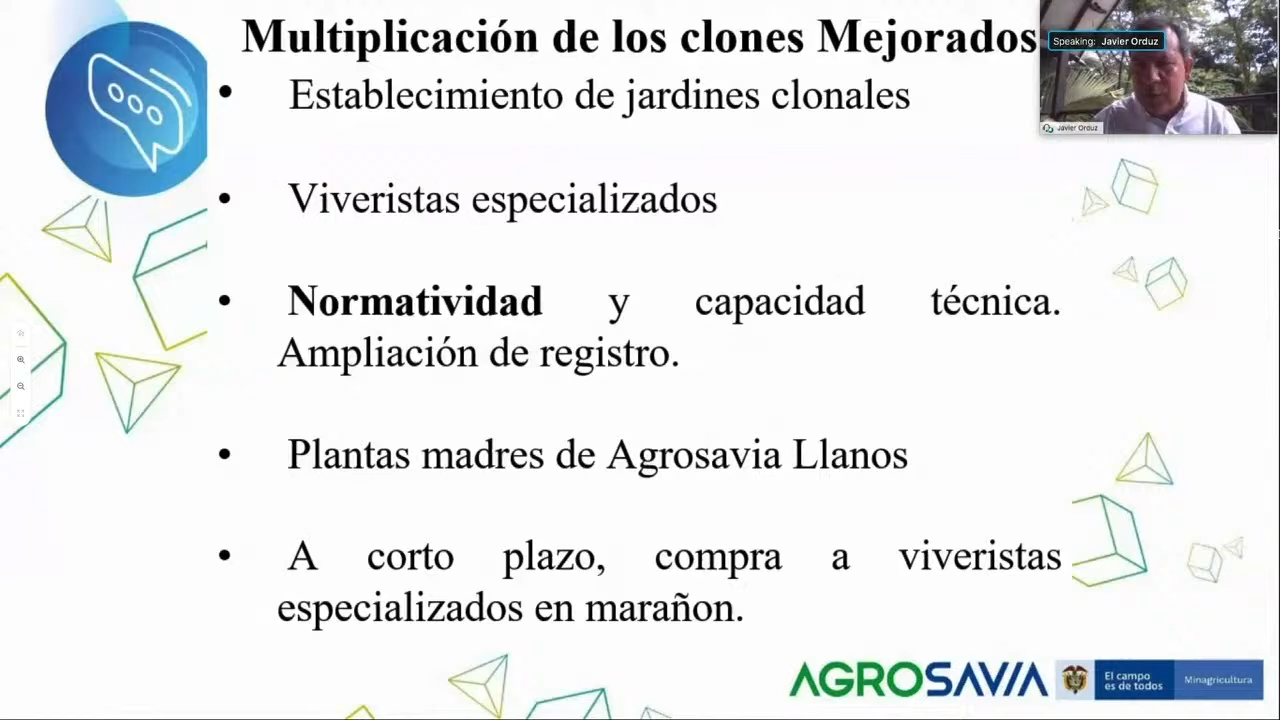 Multiplicación de los clones Mejorados
Speaking: Javier Orduz
• Establecimiento de jardines clonales
Javier Orduz
• Viveristas especializados
• Normatividad y capacidad técnica.
Ampliación de registro.
• Plantas madres de Agrosavia Llanos
• A corto plazo, compra a viveristas
especializados en marañon.
AGROSAVIA
El campo
es de todos
Minagricultura